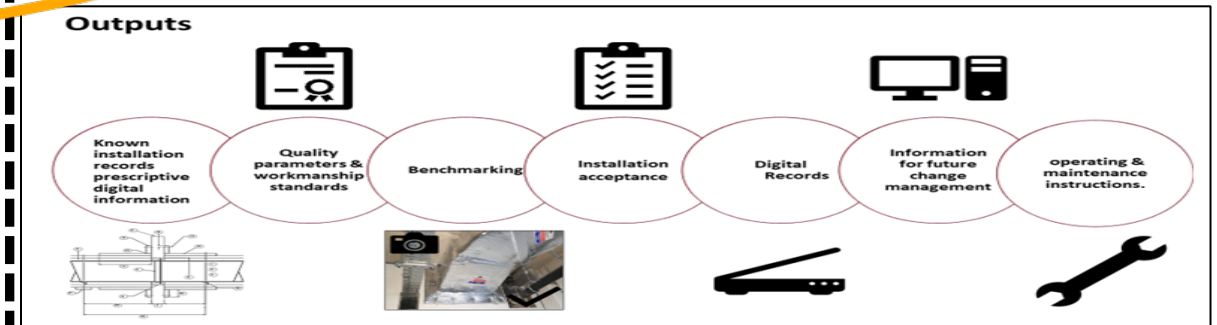 Outputs
Known
installation
records
prescriptive
digital
information
Quality
parameters &
workmanship
standards
Benchmarking
Installation
acceptance
Digital
Records
Information
for future
change
management
operating &
maintenance
instructions.